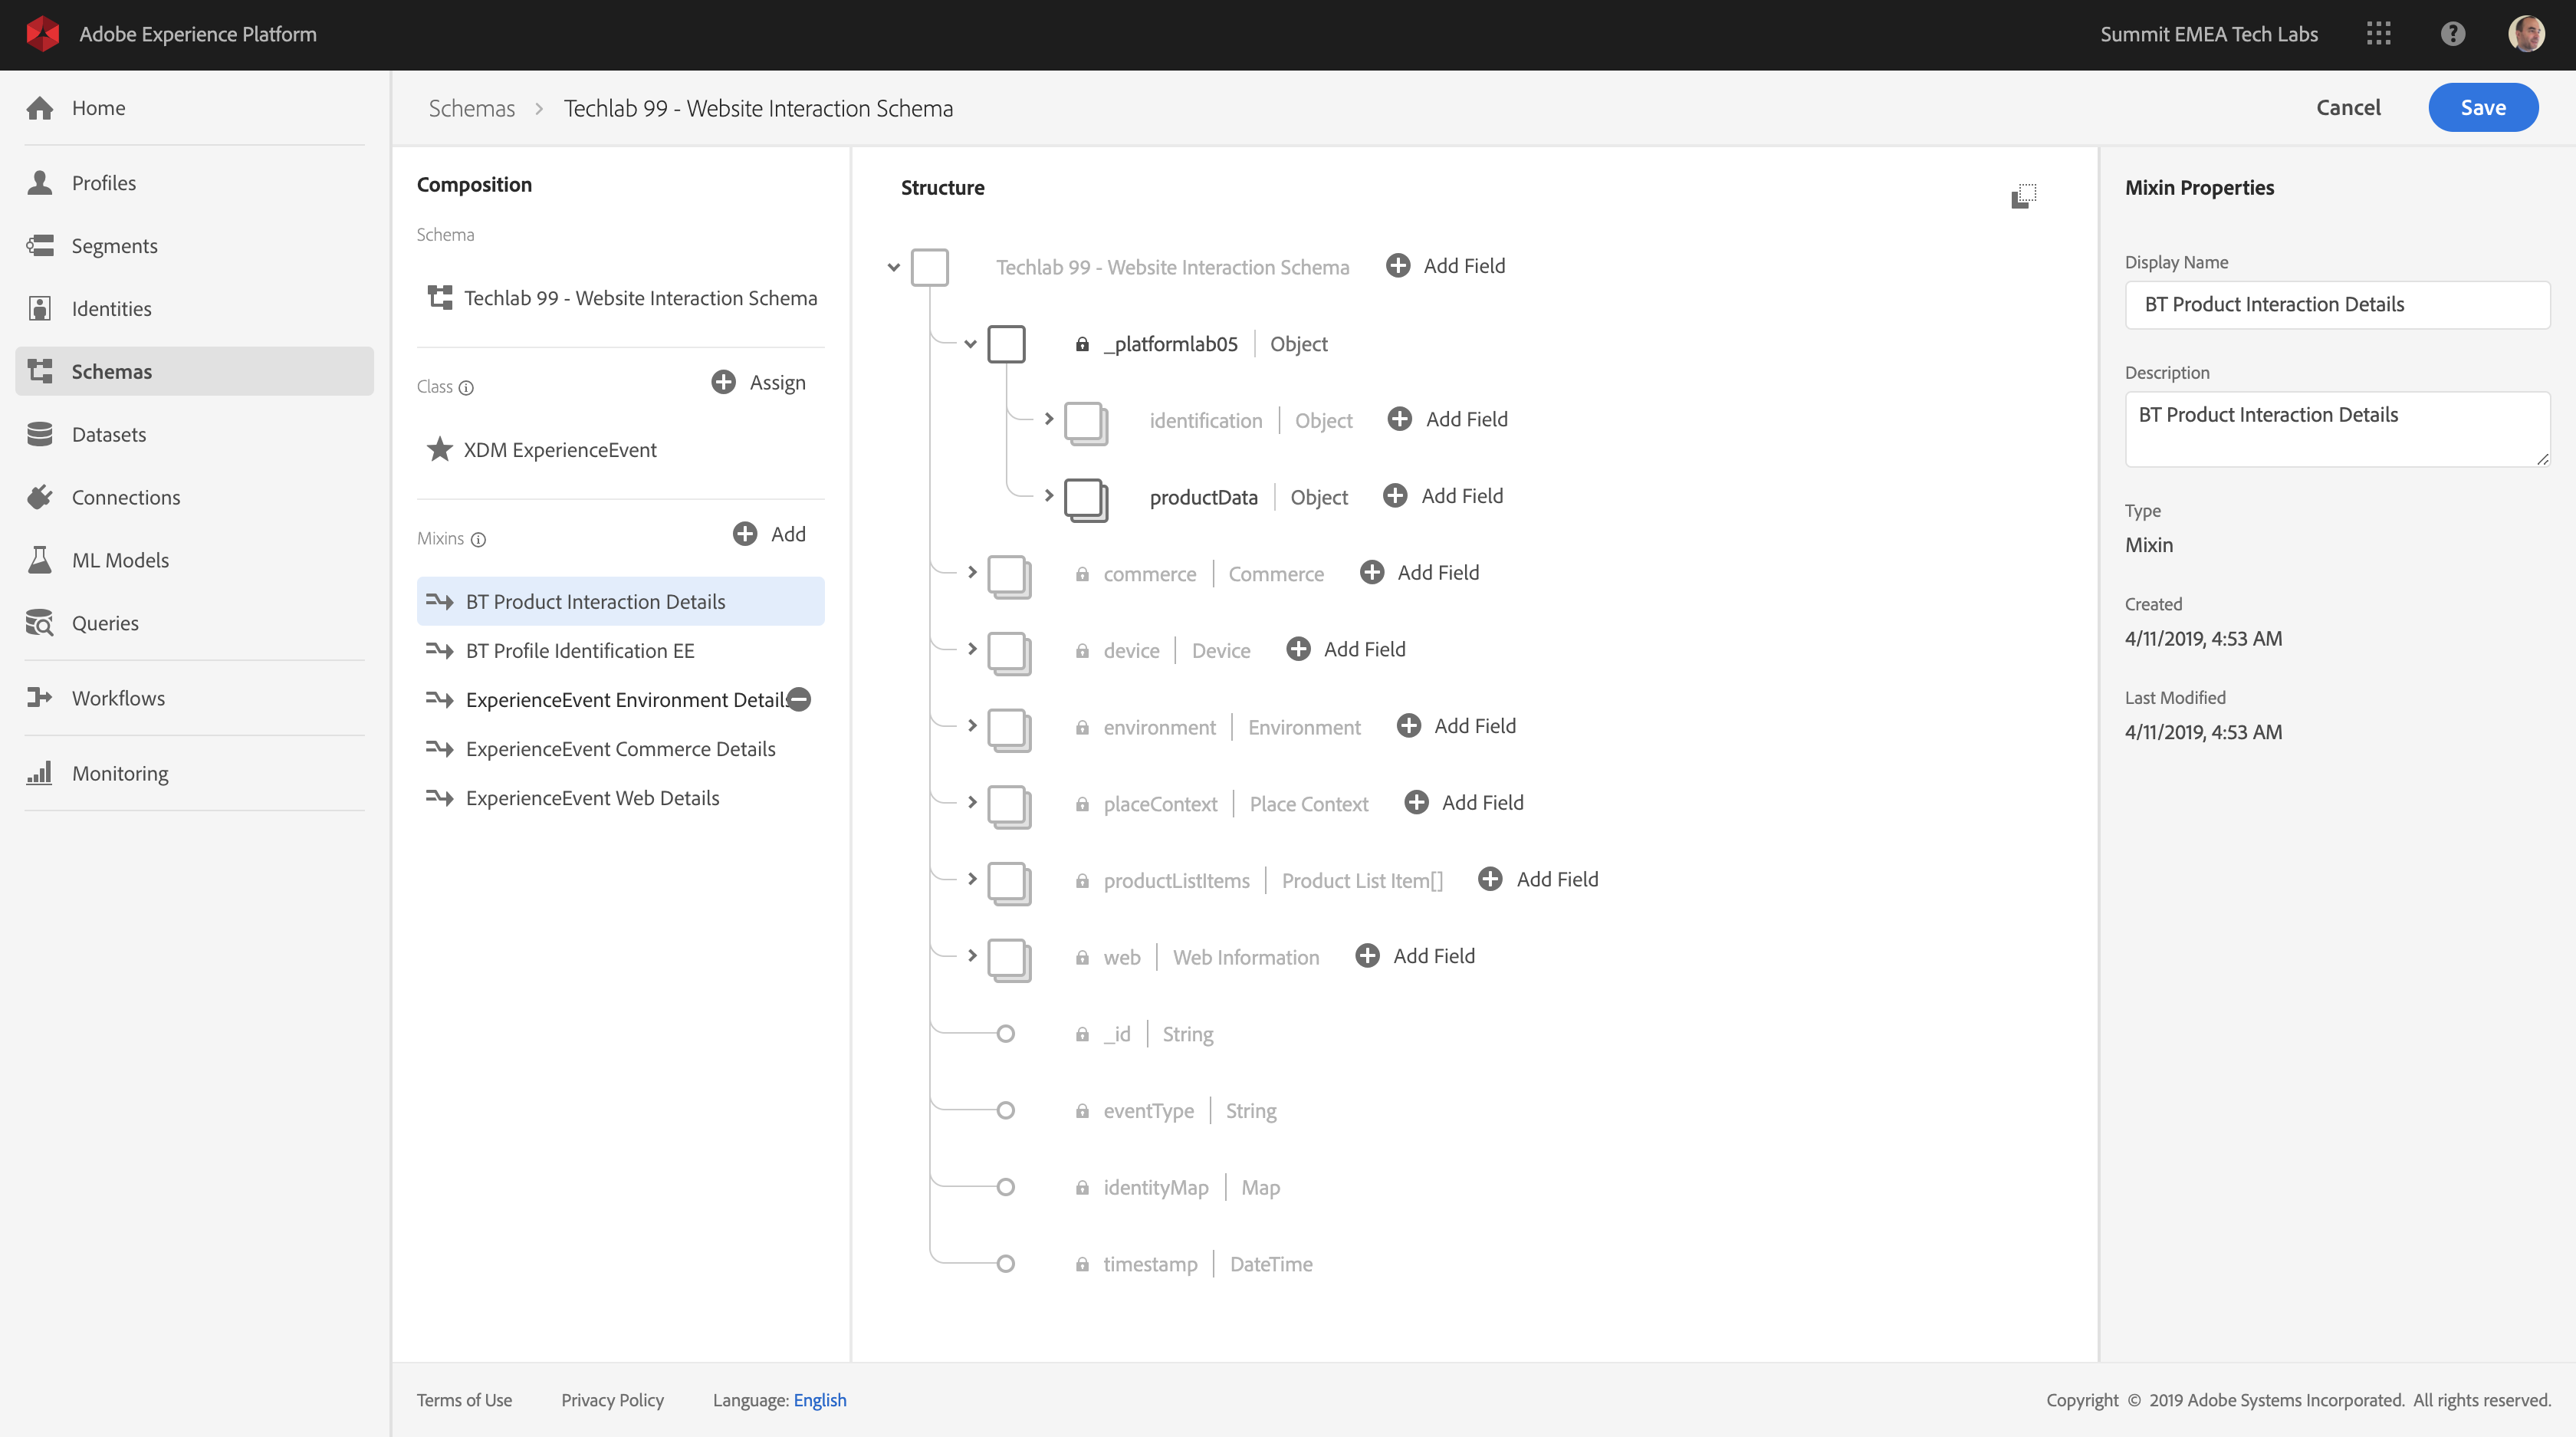 Adobe Experience Platform
Summit EMEA Tech Labs
Home
Profiles
Segments
Identities
Schemas
Datasets
Connections
ML Models
Queries
Workflows
Monitoring
Schemas > Techlab 99 - Website Interaction Schema
Cancel
Save
Composition
Schema
Techlab 99 - Website Interaction Schema
Class
Assign
XDM ExperienceEvent
Mixins
Add
BT Product Interaction Details
BT Profile Identification EE
ExperienceEvent Environment Details
ExperienceEvent Commerce Details
ExperienceEvent Web Details
Structure
Techlab 99 - Website Interaction Schema Add Field
_platformlab05 | Object
identification | Object Add Field
productData | Object Add Field
commerce | Commerce Add Field
device | Device Add Field
environment | Environment Add Field
placeContext | Place Context Add Field
productListItems | Product List Item[] Add Field
web | Web Information Add Field
_id | String
eventType | String
identityMap | Map
timestamp | DateTime
Mixin Properties
Display Name
BT Product Interaction Details
Description
BT Product Interaction Details
Type
Mixin
Created
4/11/2019, 4:53 AM
Last Modified
4/11/2019, 4:53 AM
Terms of Use Privacy Policy Language: English
Copyright © 2019 Adobe Systems Incorporated. All rights reserved.